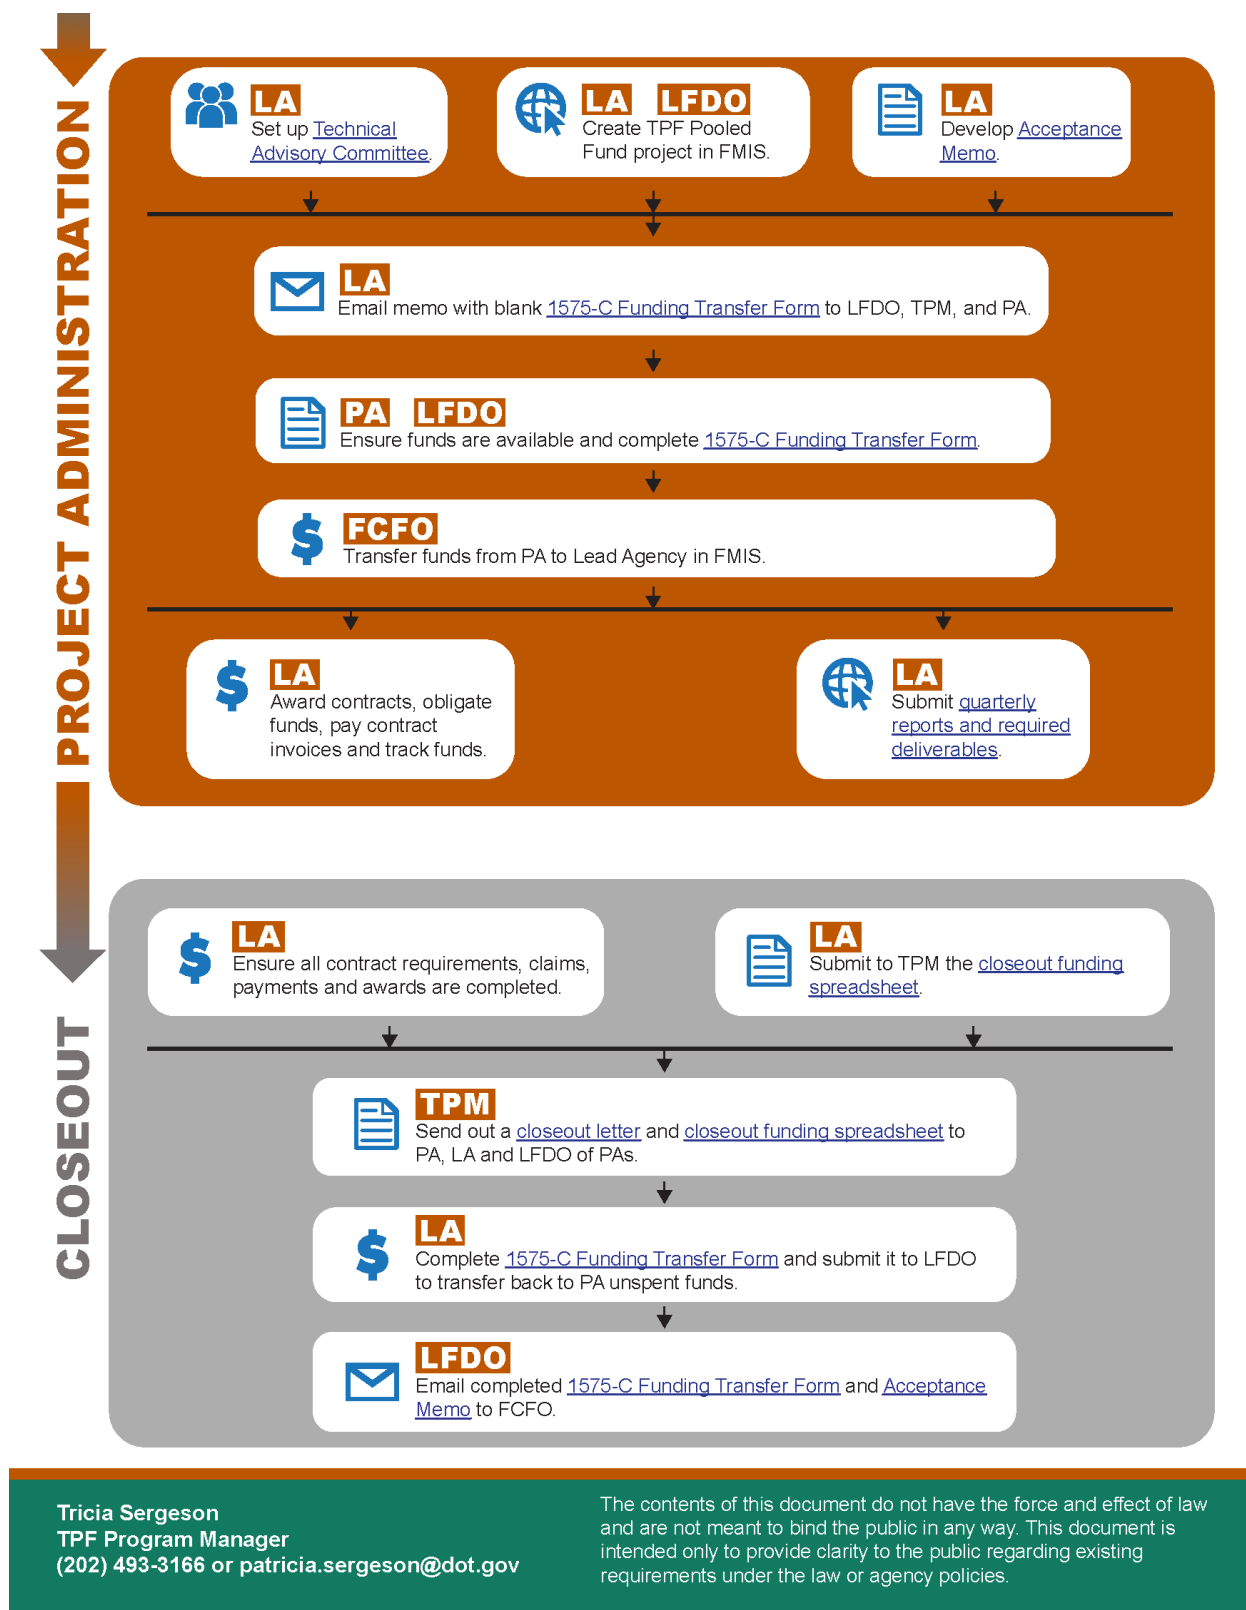 PROJECT ADMINISTRATION
LA
Set up Technical
Advisory Committee.
LA LFDO
Create TPF Pooled
Fund project in FMIS.
LA
Develop Acceptance
Memo.
LA
Email memo with blank 1575-C Funding Transfer Form to LFDO, TPM, and PA.
PA LFDO
Ensure funds are available and complete 1575-C Funding Transfer Form.
FCFO
Transfer funds from PA to Lead Agency in FMIS.
LA
Award contracts, obligate
funds, pay contract
invoices and track funds.
LA
Submit quarterly
reports and required
deliverables.
CLOSEOUT
LA
Ensure all contract requirements, claims,
payments and awards are completed.
LA
Submit to TPM the closeout funding
spreadsheet.
TPM
Send out a closeout letter and closeout funding spreadsheet to
PA, LA and LFDO of PAs.
LA
Complete 1575-C Funding Transfer Form and submit it to LFDO
to transfer back to PA unspent funds.
LFDO
Email completed 1575-C Funding Transfer Form and Acceptance
Memo to FCFO.
Tricia Sergeson
TPF Program Manager
(202) 493-3166 or patricia.sergeson@dot.gov
The contents of this document do not have the force and effect of law
and are not meant to bind the public in any way. This document is
intended only to provide clarity to the public regarding existing
requirements under the law or agency policies.